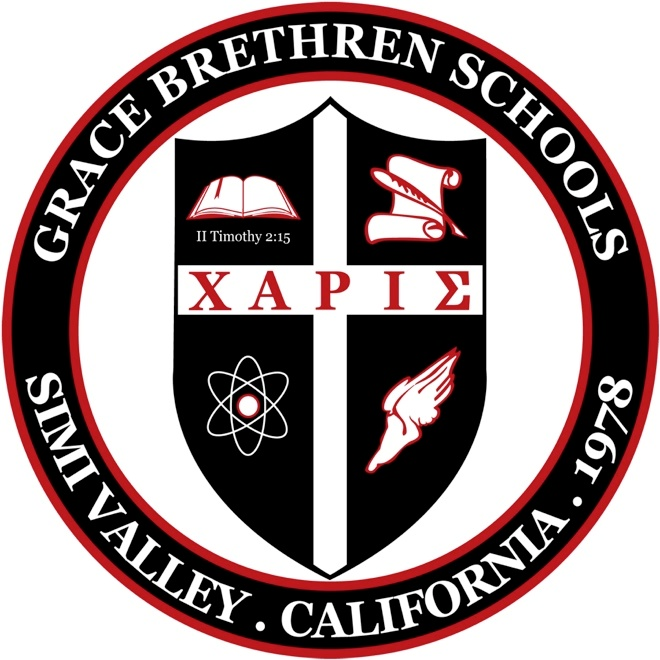 GRACE BRETHREN SCHOOLS
II Timothy 2:15
ΧΑΡΙΣ
SIMI VALLEY . CALIFORNIA . 1978